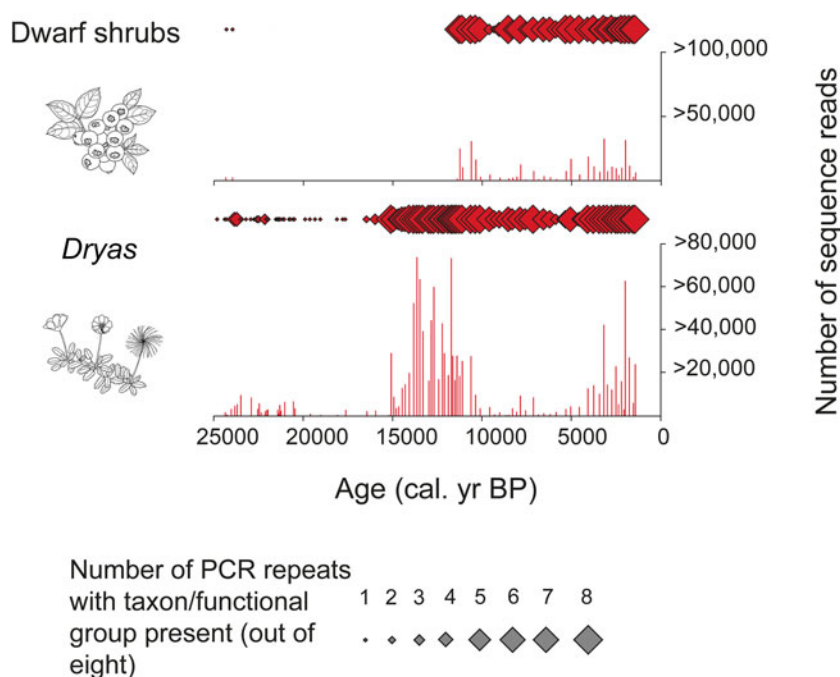 Dwarf shrubs
>100,000
>50,000
Dryas
>80,000
>60,000
>40,000
>20,000
Number of sequence reads
25000 20000 15000 10000 5000 0
Age (cal. yr BP)
Number of PCR repeats
with taxon/functional
group present (out of
eight)
1 2 3 4 5 6 7 8